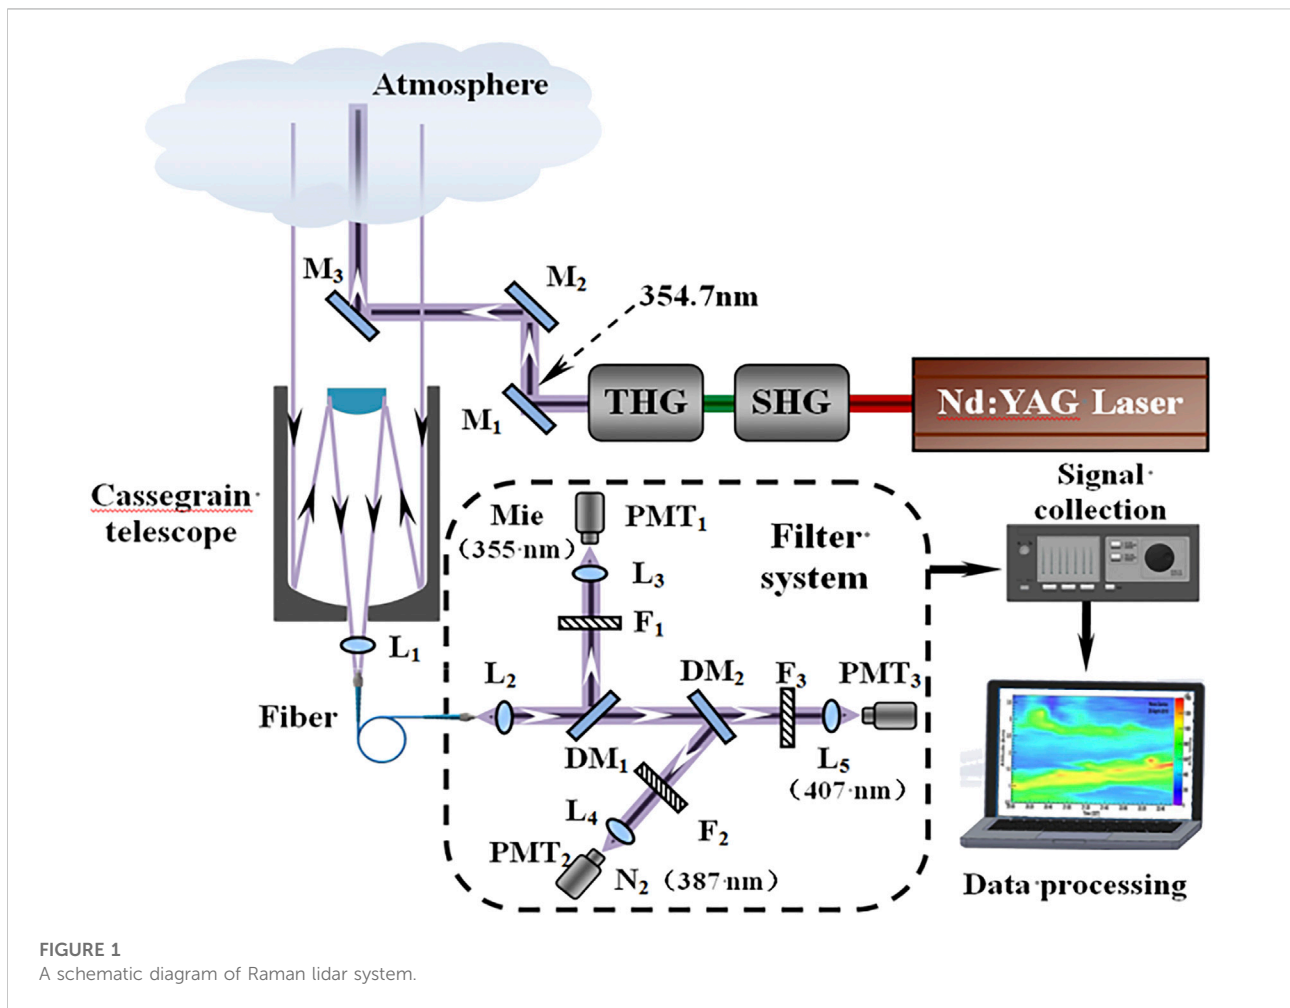 Atmosphere
M3
M2
354.7nm
M1
THG
SHG
Nd:YAG Laser
Cassegrain
telescope
Signal
collection
Mie
(355 nm)
PMT1
Filter
system
L3
F1
L1
L2
DM2
F3
PMT3
Fiber
DM1
L5
(407 nm)
L4
F2
PMT2
N2 (387 nm)
Data processing
FIGURE 1
A schematic diagram of Raman lidar system.